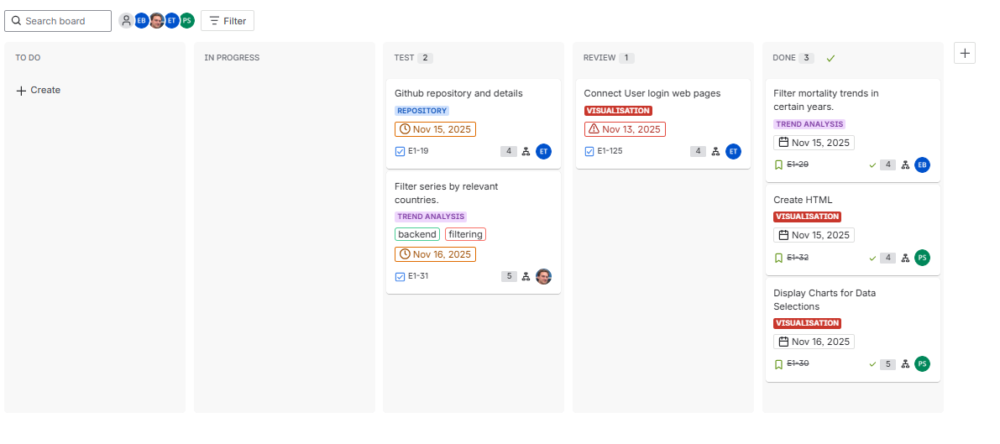 Search board
EB
ET
PS
Filter
TO DO
Create
IN PROGRESS
TEST 2
Github repository and details
REPOSITORY
Nov 15, 2025
E1-19
4
ET
Filter series by relevant
countries.
TREND ANALYSIS
backend filtering
Nov 16, 2025
E1-31
5
REVIEW 1
Connect User login web pages
VISUALISATION
Nov 13, 2025
E1-125
4
ET
DONE 3
Filter mortality trends in
certain years.
TREND ANALYSIS
Nov 15, 2025
E1-29
4
EB
Create HTML
VISUALISATION
Nov 15, 2025
E1-32
4
PS
Display Charts for Data
Selections
VISUALISATION
Nov 16, 2025
E1-30
5
PS